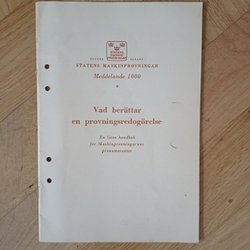 STATENS MASKINPROVNINGAR
Meddelande 1000
Vad berättar
en provningsredogörelse
En liten handbok
för Maskinprovningarnas
prenumeranter